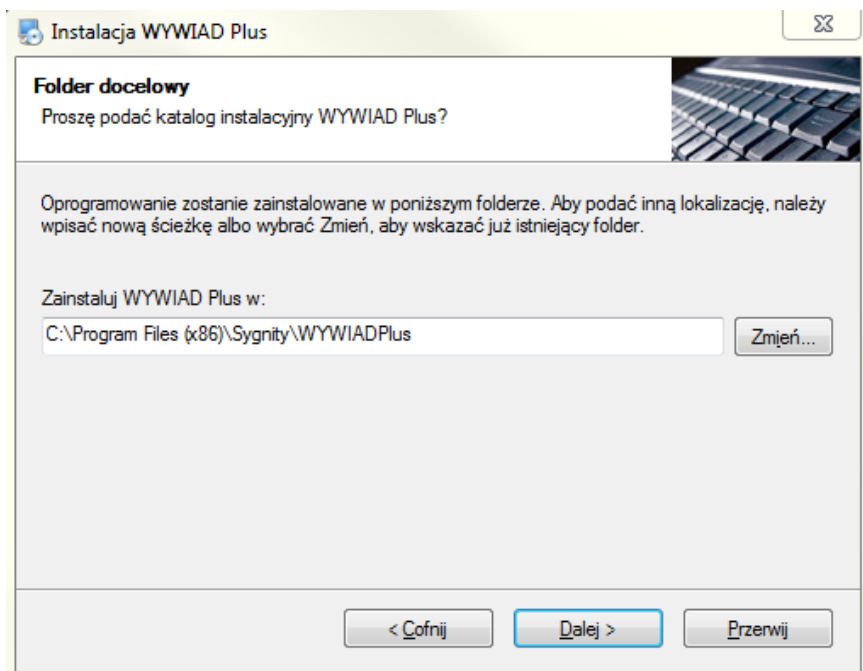 Instalacja WYWIAD Plus
Folder docelowy
Proszę podać katalog instalacyjny WYWIAD Plus?
Oprogramowanie zostanie zainstalowane w poniższym folderze. Aby podać inną lokalizację, należy
wpisać nową ścieżkę albo wybrać Zmień, aby wskazać już istniejący folder.
Zainstaluj WYWIAD Plus w:
C:\Program Files (x86)\Sygnity\WYWIADPlus
Zmień...
< Cofnij
Dalej >
Przerwij